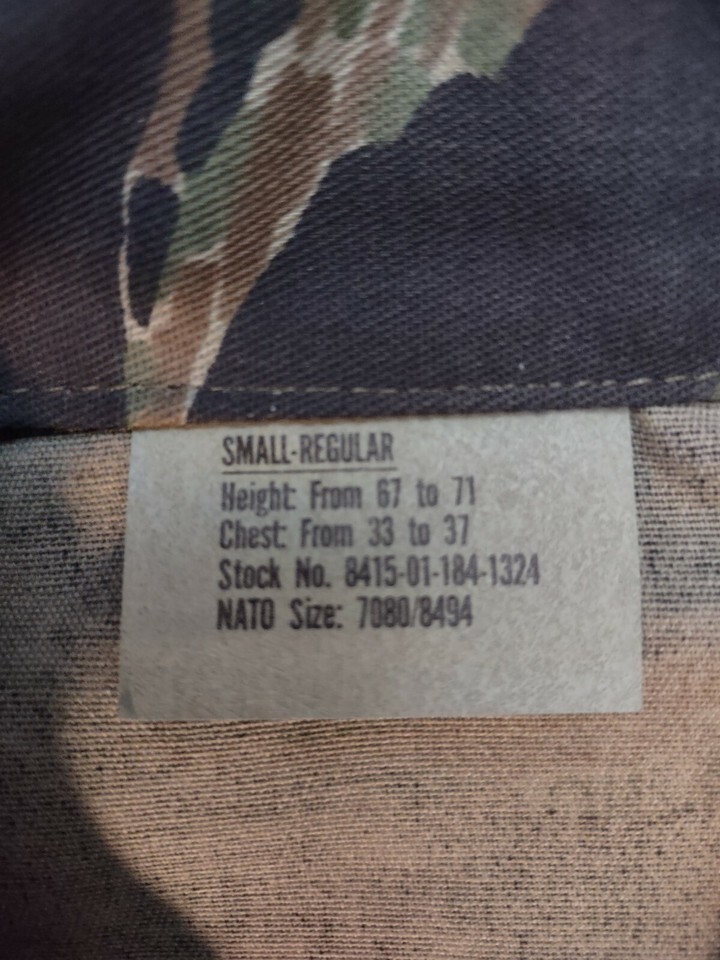 SMALL-REGULAR
Height: From 67 to 71
Chest: From 33 to 37
Stock No. 8415-01-184-1324
NATO Size: 7080/8494